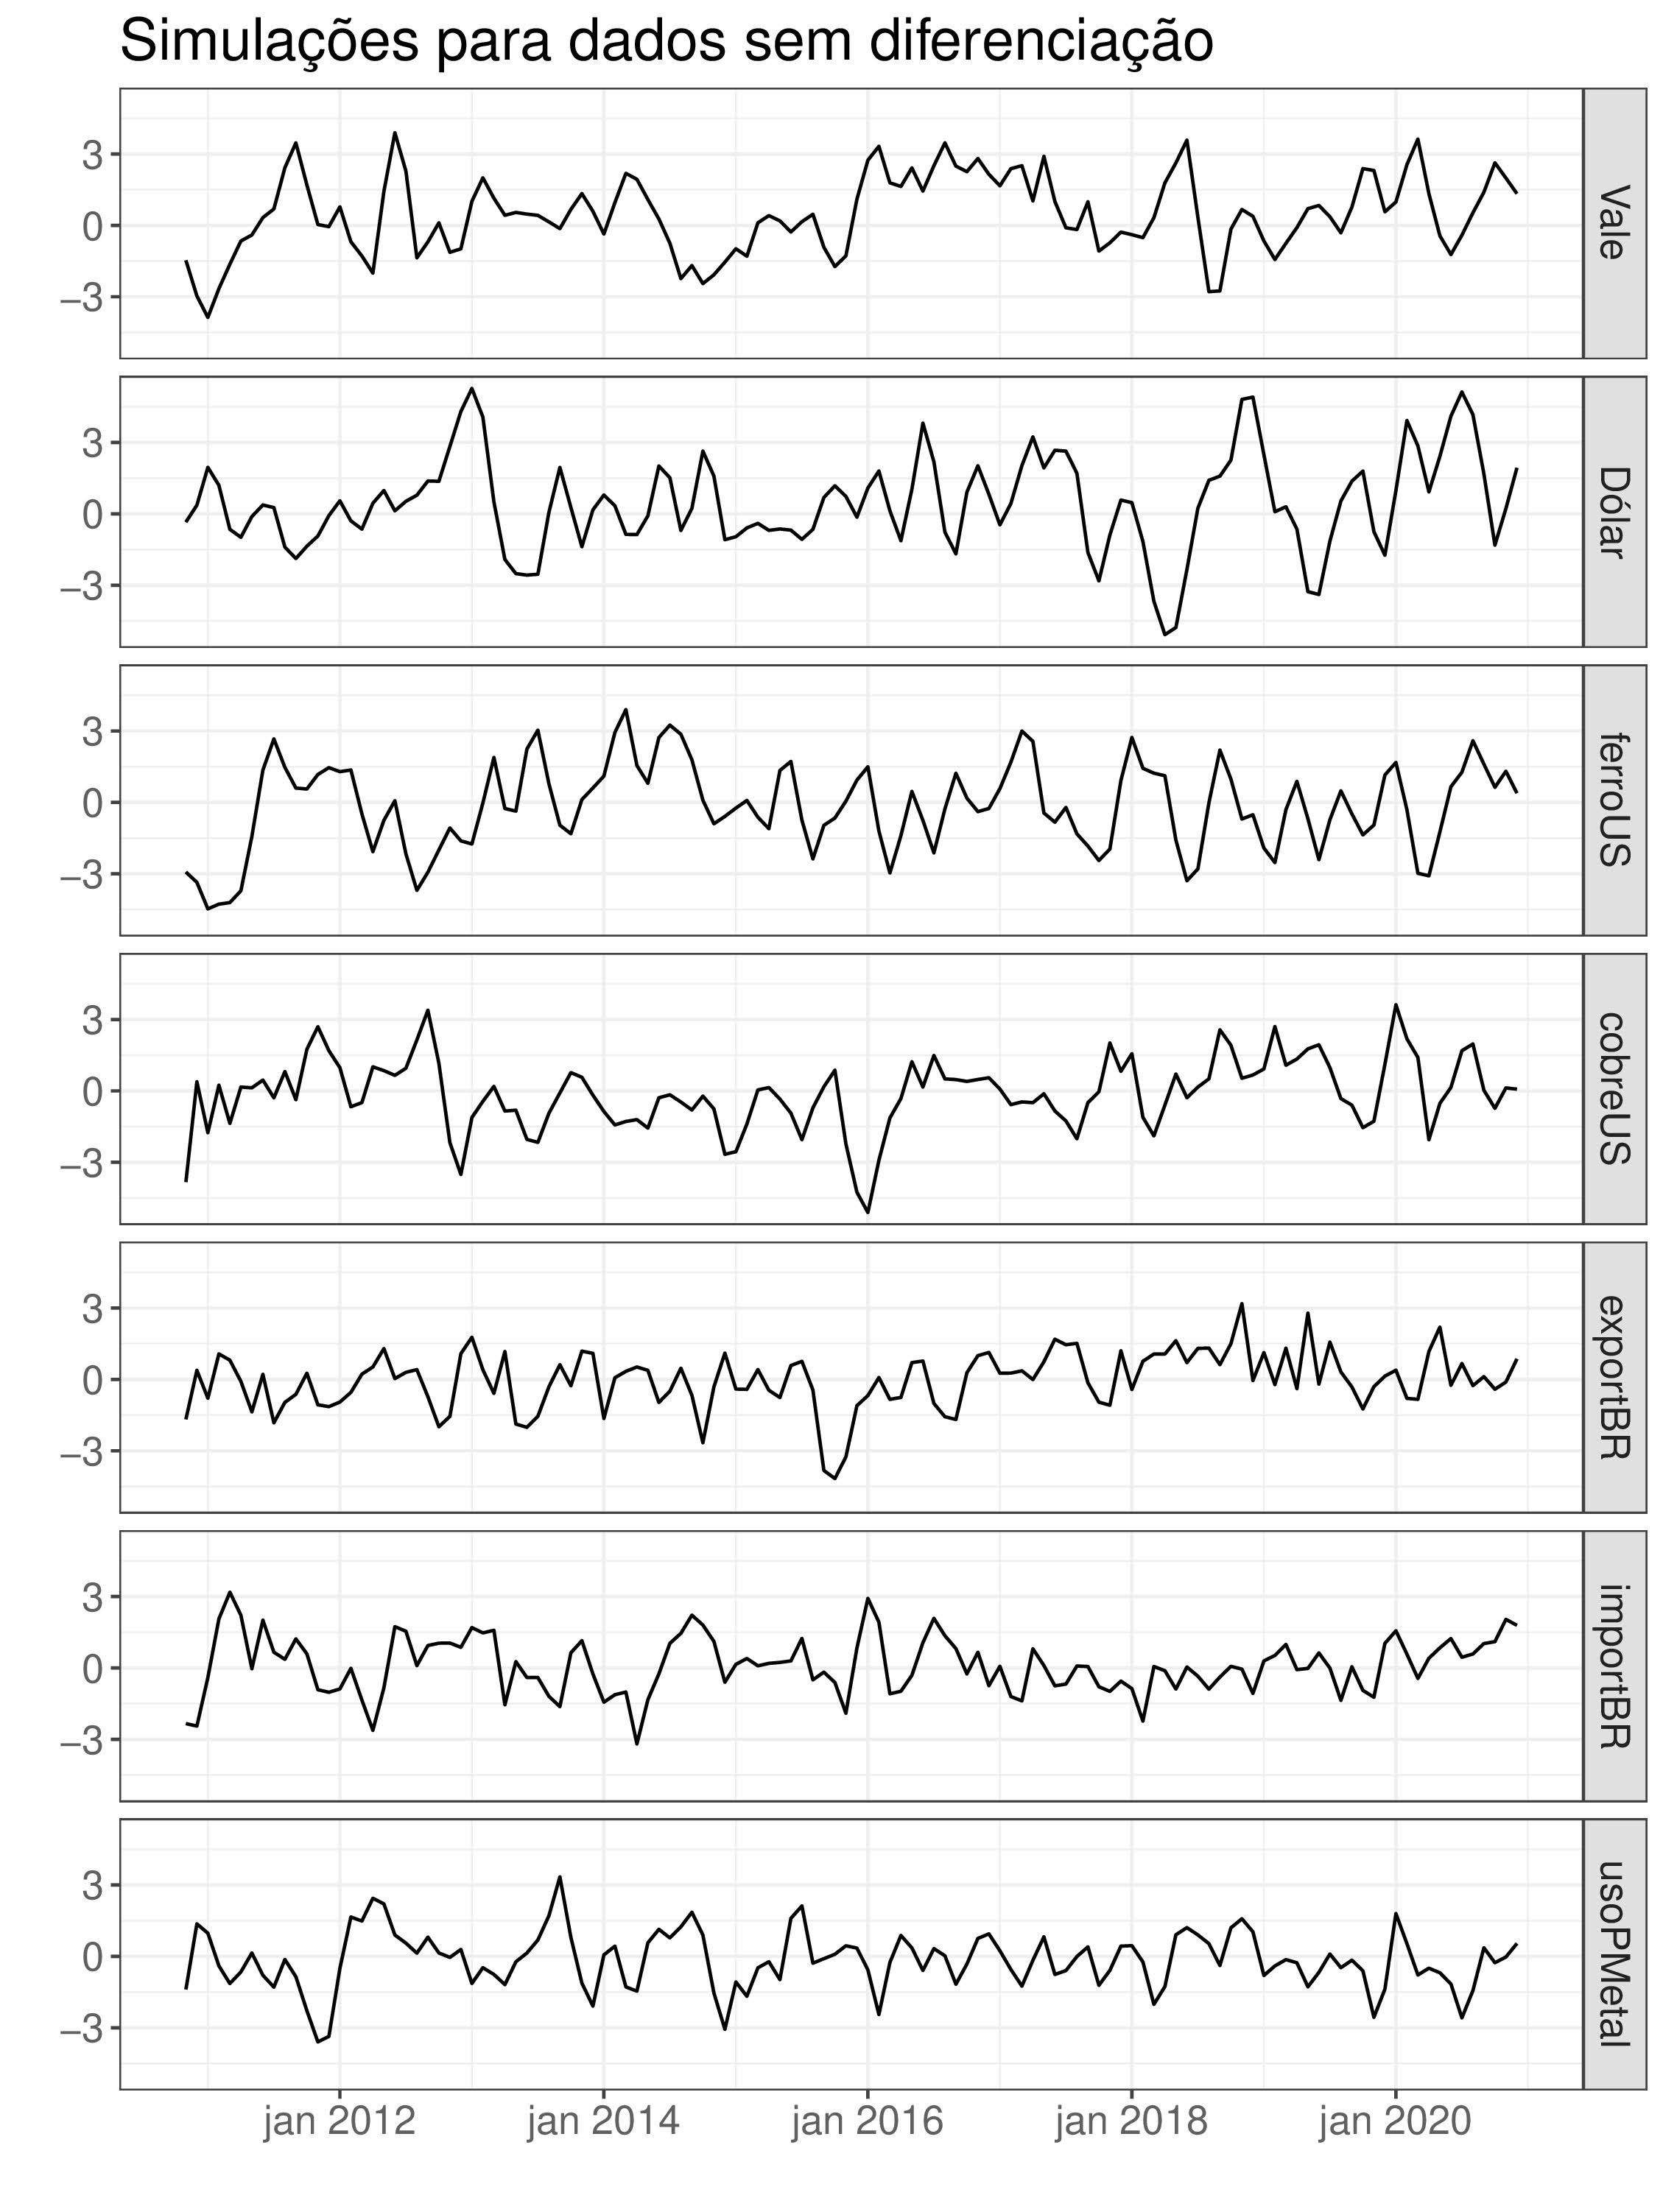 Simulações para dados sem diferenciação
3
0
−3
Vale
3
0
−3
Dólar
3
0
−3
ferroUS
3
0
−3
cobreUS
3
0
−3
exportBR
3
0
−3
importBR
3
0
−3
usoPMetal
jan 2012 jan 2014 jan 2016 jan 2018 jan 2020